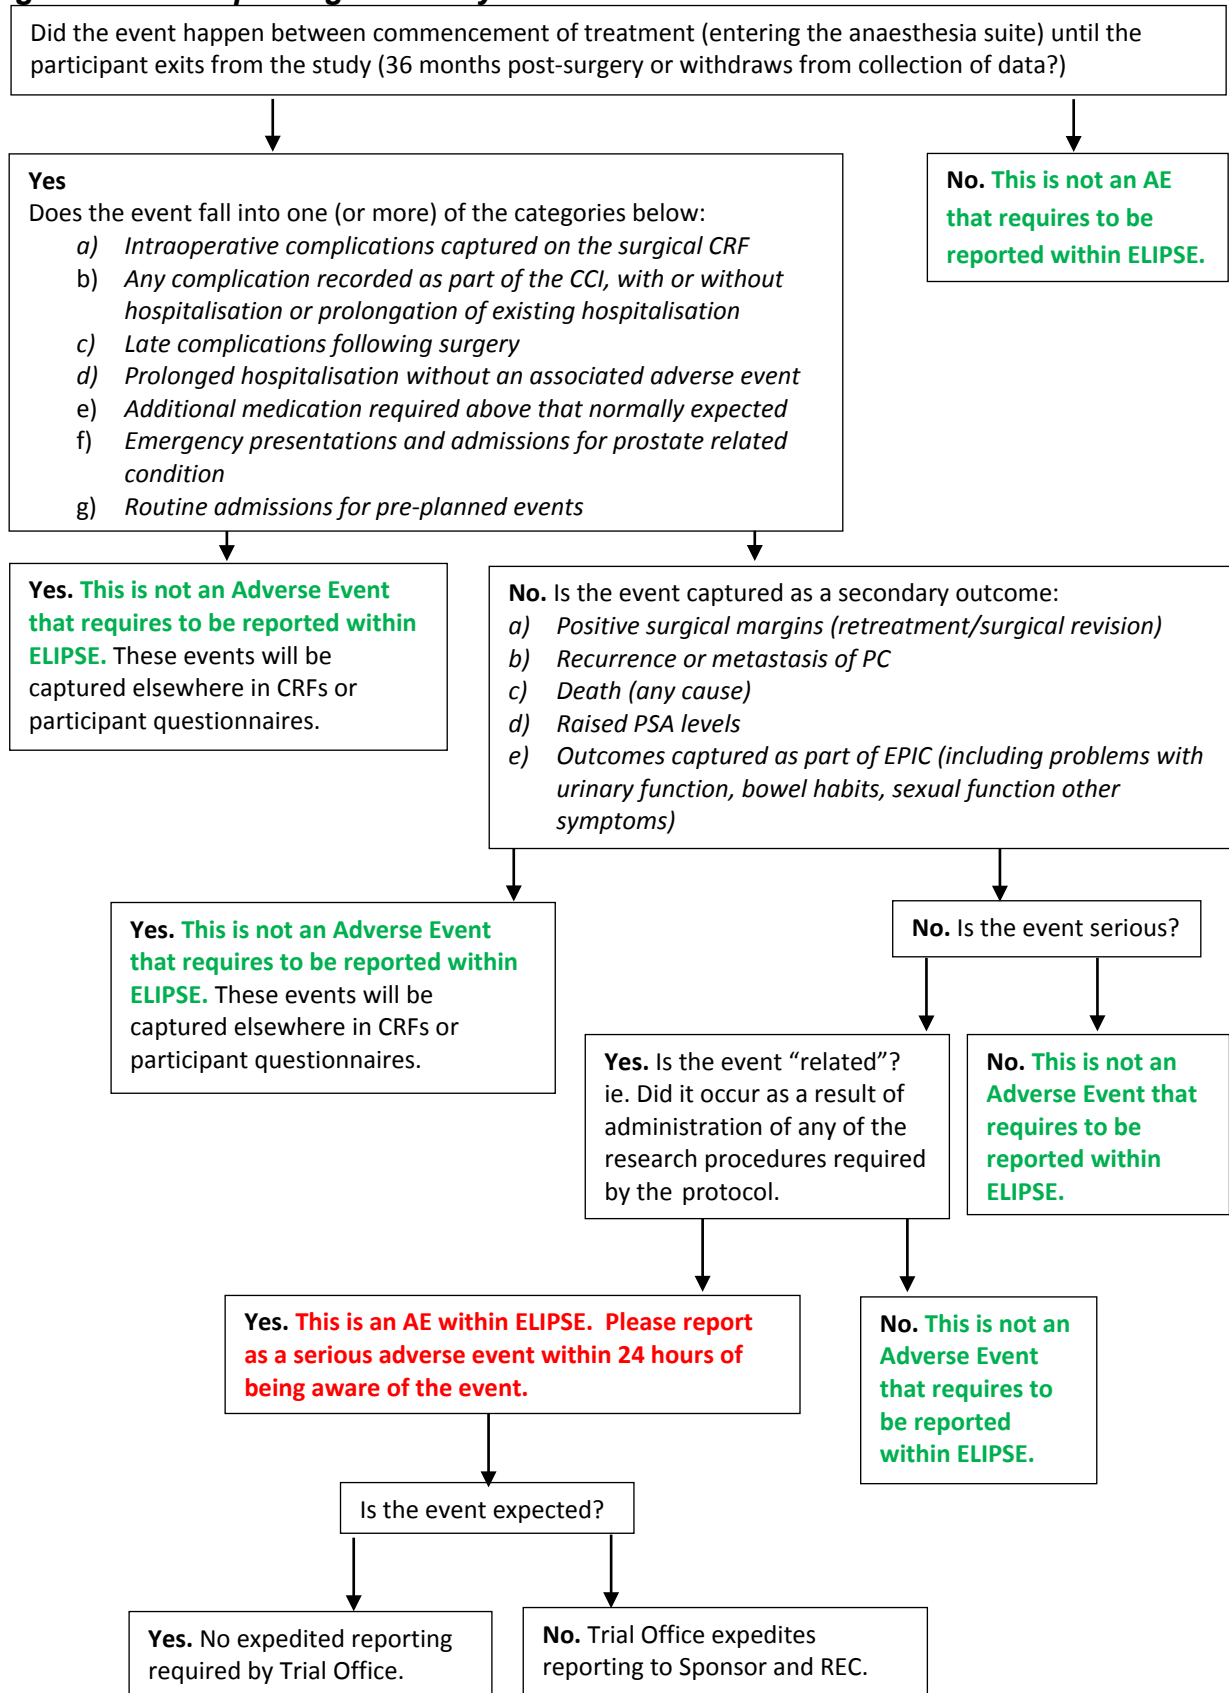 Did the event happen between commencement of treatment (entering the anaesthesia suite) until the
participant exits from the study (36 months post-surgery or withdraws from collection of data?)
Yes
Does the event fall into one (or more) of the categories below:
a) Intraoperative complications captured on the surgical CRF
b) Any complication recorded as part of the CCI, with or without
hospitalisation or prolongation of existing hospitalisation
c) Late complications following surgery
d) Prolonged hospitalisation without an associated adverse event
e) Additional medication required above that normally expected
f) Emergency presentations and admissions for prostate related
condition
g) Routine admissions for pre-planned events
No. This is not an AE
that requires to be
reported within ELIPSE.
Yes. This is not an Adverse Event
that requires to be reported within
ELIPSE. These events will be
captured elsewhere in CRFs or
participant questionnaires.
No. Is the event captured as a secondary outcome:
a) Positive surgical margins (retreatment/surgical revision)
b) Recurrence or metastasis of PC
c) Death (any cause)
d) Raised PSA levels
e) Outcomes captured as part of EPIC (including problems with
urinary function, bowel habits, sexual function other
symptoms)
Yes. This is not an Adverse Event
that requires to be reported within
ELIPSE. These events will be
captured elsewhere in CRFs or
participant questionnaires.
No. Is the event serious?
Yes. Is the event “related”?
ie. Did it occur as a result of
administration of any of the
research procedures required
by the protocol.
No. This is not an
Adverse Event that
requires to be
reported within
ELIPSE.
Yes. This is an AE within ELIPSE. Please report
as a serious adverse event within 24 hours of
being aware of the event.
No. This is not an
Adverse Event
that requires to
be reported
within ELIPSE.
Is the event expected?
Yes. No expedited reporting
required by Trial Office.
No. Trial Office expedites
reporting to Sponsor and REC.